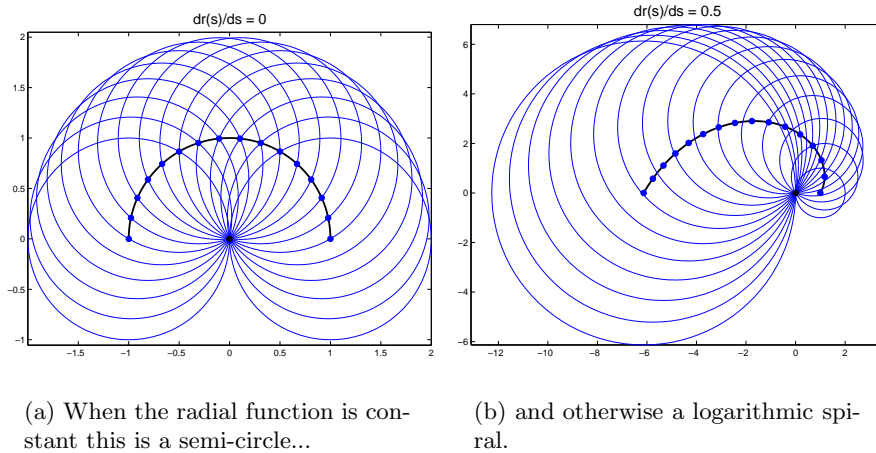 dr(s)/ds = 0
2
1.5
1
0.5
0
−0.5
−1
−1.5 −1 −0.5 0 0.5 1 1.5 2
dr(s)/ds = 0.5
6
4
2
0
−2
−4
−6
−12 −10 −8 −6 −4 −2 0 2
(a) When the radial function is con-
stant this is a semi-circle...
(b) and otherwise a logarithmic spi-
ral.